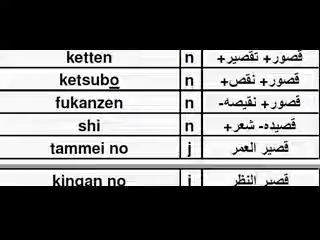 ketten n قصور+ تقصير+
ketsubo n قصور+ نقص+
fukanzen n قصور+ نقيصه-
shi n قصيده- شعر+
tammei no j قصير العمر
kingan no j قصير النظر